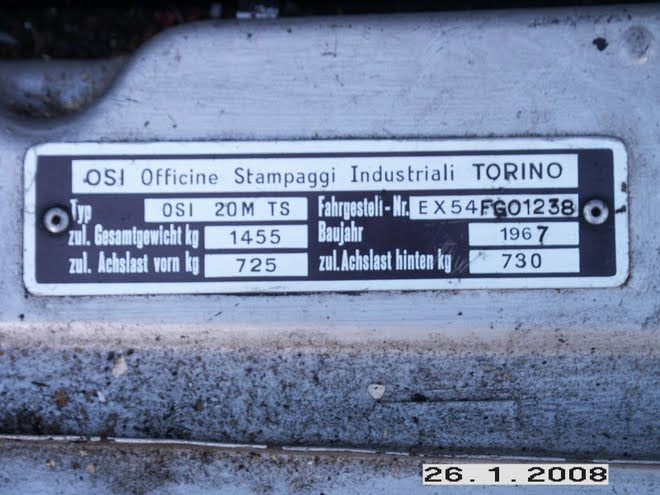 OSI Officine Stampaggi Industriali TORINO
Typ OSI 20M TS Fahrgestell-Nr. EX54FG01238
zul. Gesamtgewicht kg 1455 Baujahr 1967
zul. Achslast vorn kg 725 zul. Achslast hinten kg 730
26.1.2008